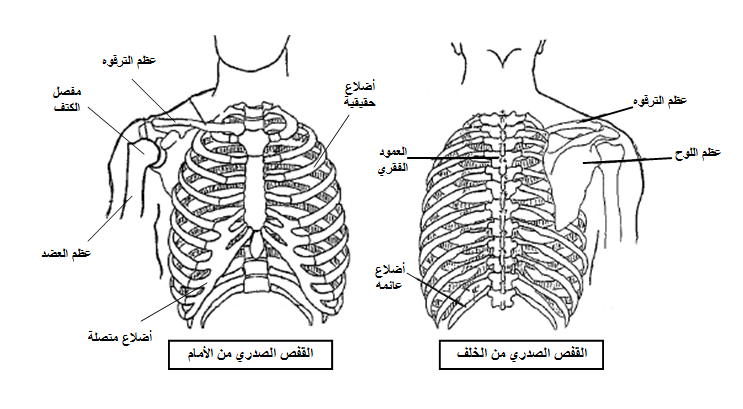 عظم الترقوه
مفصل
الكتف
أضلاع
حقيقية
عظم العضد
أضلاع متصلة
القفص الصدري من الأمام
عظم الترقوه
العمود
الفقري
عظم اللوح
أضلاع
عائمه
القفص الصدري من الخلف